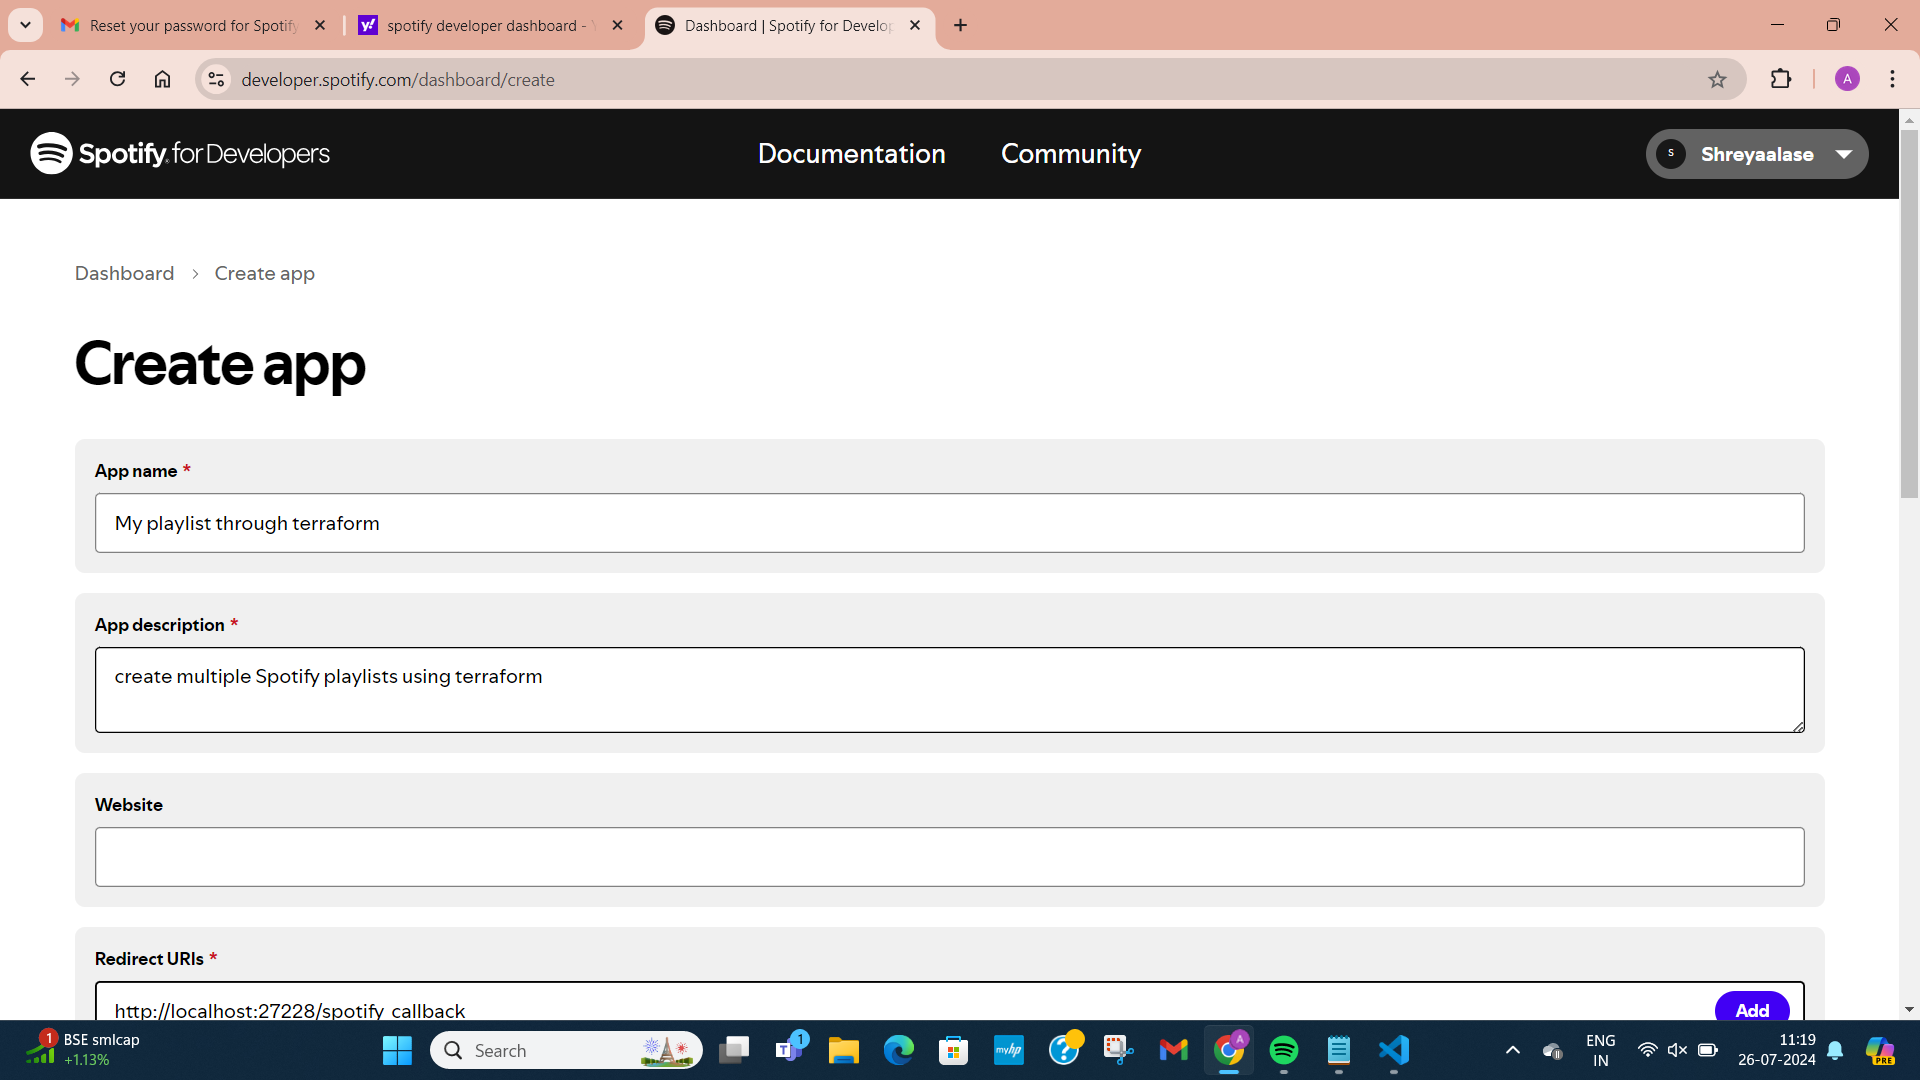 Reset your password for Spotify
spotify developer dashboard -
Dashboard | Spotify for Develop
developer.spotify.com/dashboard/create
A
Spotify for Developers
Documentation
Community
S
Shreyaalase
Dashboard > Create app
Create app
App name *
My playlist through terraform
App description *
create multiple Spotify playlists using terraform
Website
Redirect URIs *
http://localhost:27228/spotify_callback
Add
1
BSE smlcap
+1.13%
Search
1
myhp
A
ENG
IN
11:19
26-07-2024
PRE